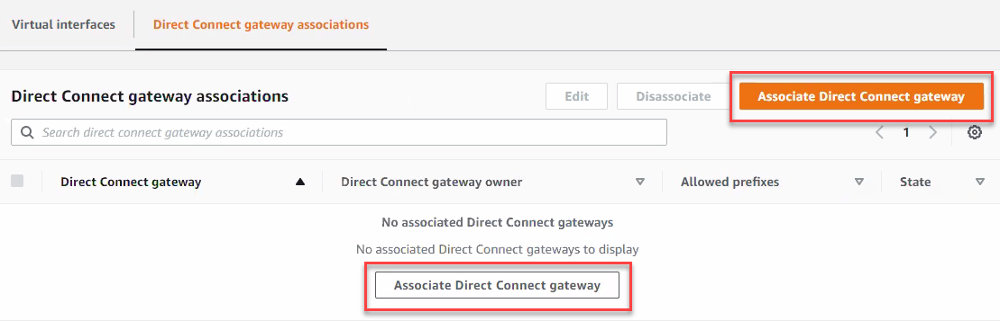 Virtual interfaces Direct Connect gateway associations
Direct Connect gateway associations Edit Disassociate Associate Direct Connect gateway
Search direct connect gateway associations 1
Direct Connect gateway Direct Connect gateway owner Allowed prefixes State
No associated Direct Connect gateways
No associated Direct Connect gateways to display
Associate Direct Connect gateway